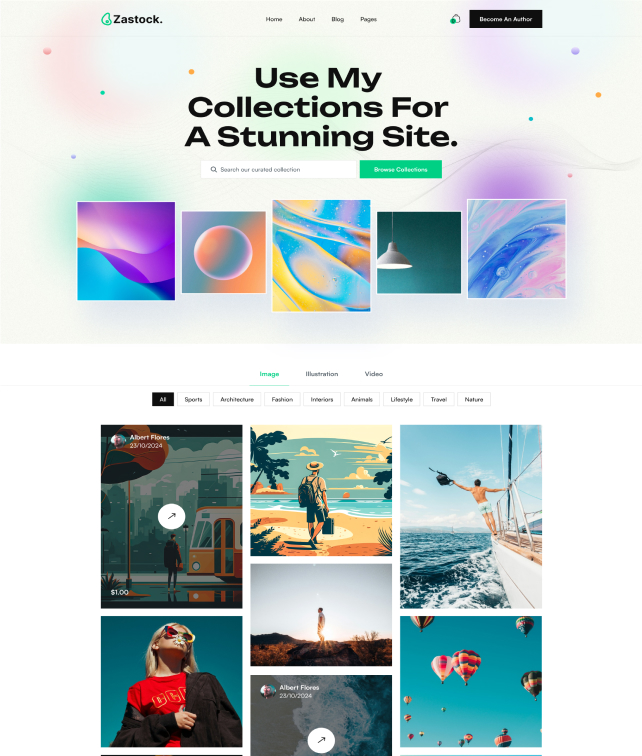 Zastock.
Home
About
Blog
Pages
Become An Author
Use My
Collections For
A Stunning Site.
Search our curated collection
Browse Collections
Image
Illustration
Video
All
Sports
Architecture
Fashion
Interiors
Animals
Lifestyle
Travel
Nature
Albert Flores
23/10/2024
$1.00
Albert Flores
23/10/2024